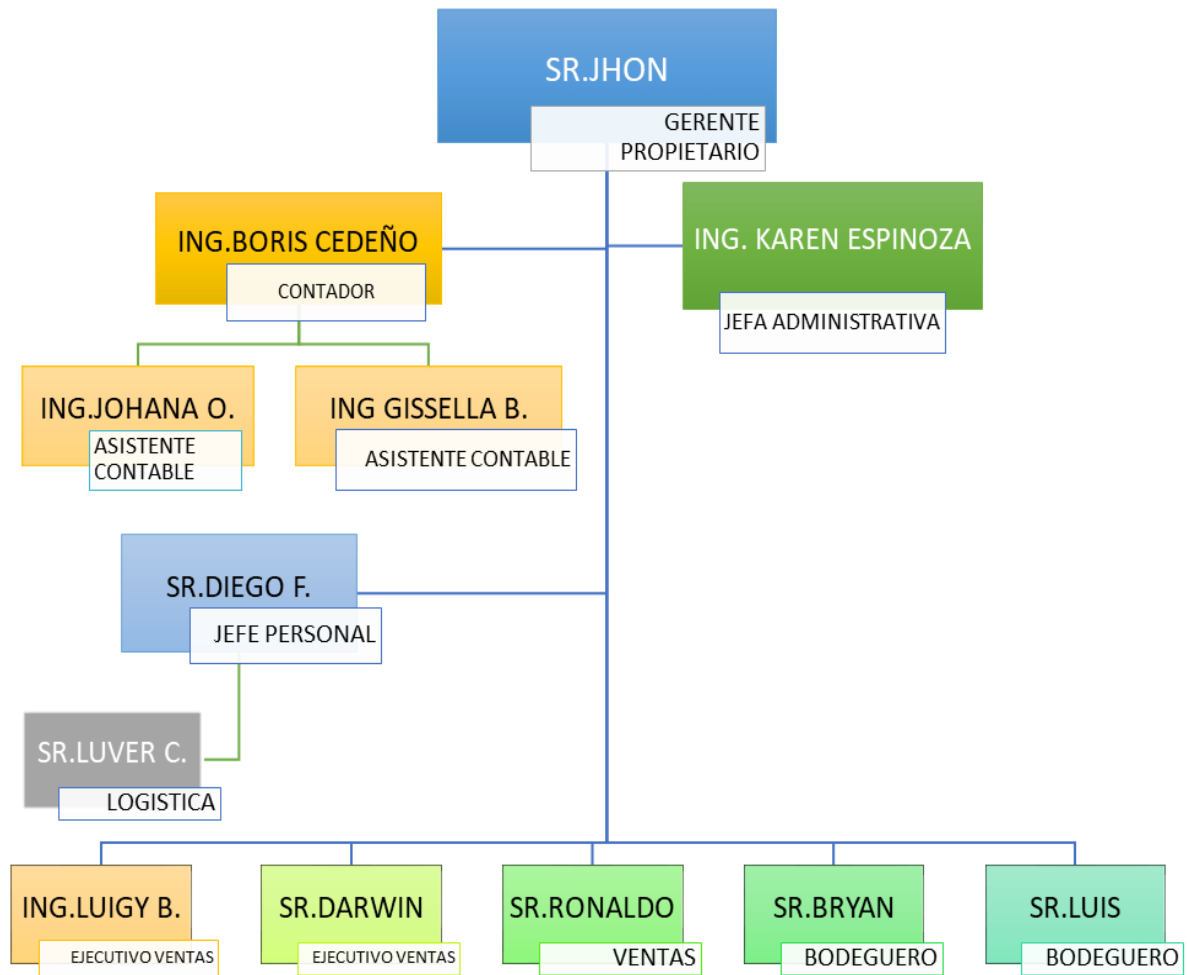 SR.JHON
GERENTE
PROPIETARIO
ING.BORIS CEDEÑO
CONTADOR
ING. KAREN ESPINOZA
JEFA ADMINISTRATIVA
ING.JOHANA O.
ASISTENTE
CONTABLE
ING GISSELLA B.
ASISTENTE CONTABLE
SR.DIEGO F.
JEFE PERSONAL
SR.LUVER C.
LOGISTICA
ING.LUIGY B.
EJECUTIVO VENTAS
SR.DARWIN
EJECUTIVO VENTAS
SR.RONALDO
VENTAS
SR.BRYAN
BODEGUERO
SR.LUIS
BODEGUERO